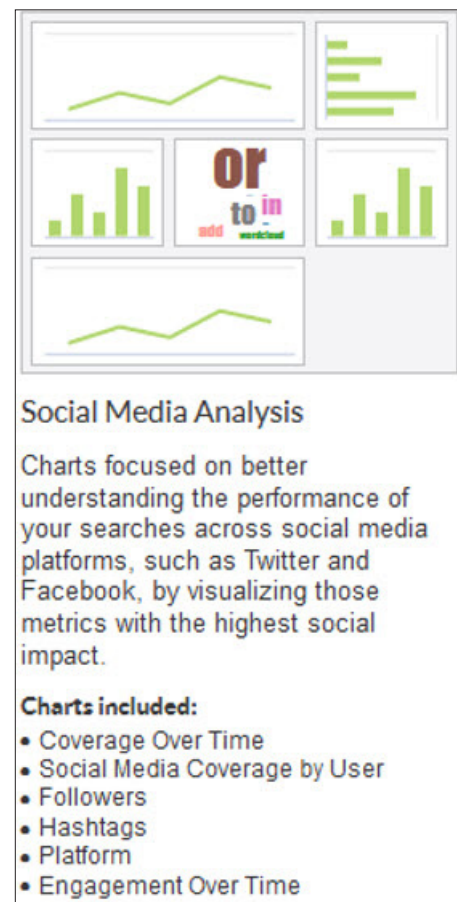 or
to in
add wordcloud
Social Media Analysis
Charts focused on better
understanding the performance of
your searches across social media
platforms, such as Twitter and
Facebook, by visualizing those
metrics with the highest social
impact.
Charts included:
• Coverage Over Time
• Social Media Coverage by User
• Followers
• Hashtags
• Platform
• Engagement Over Time